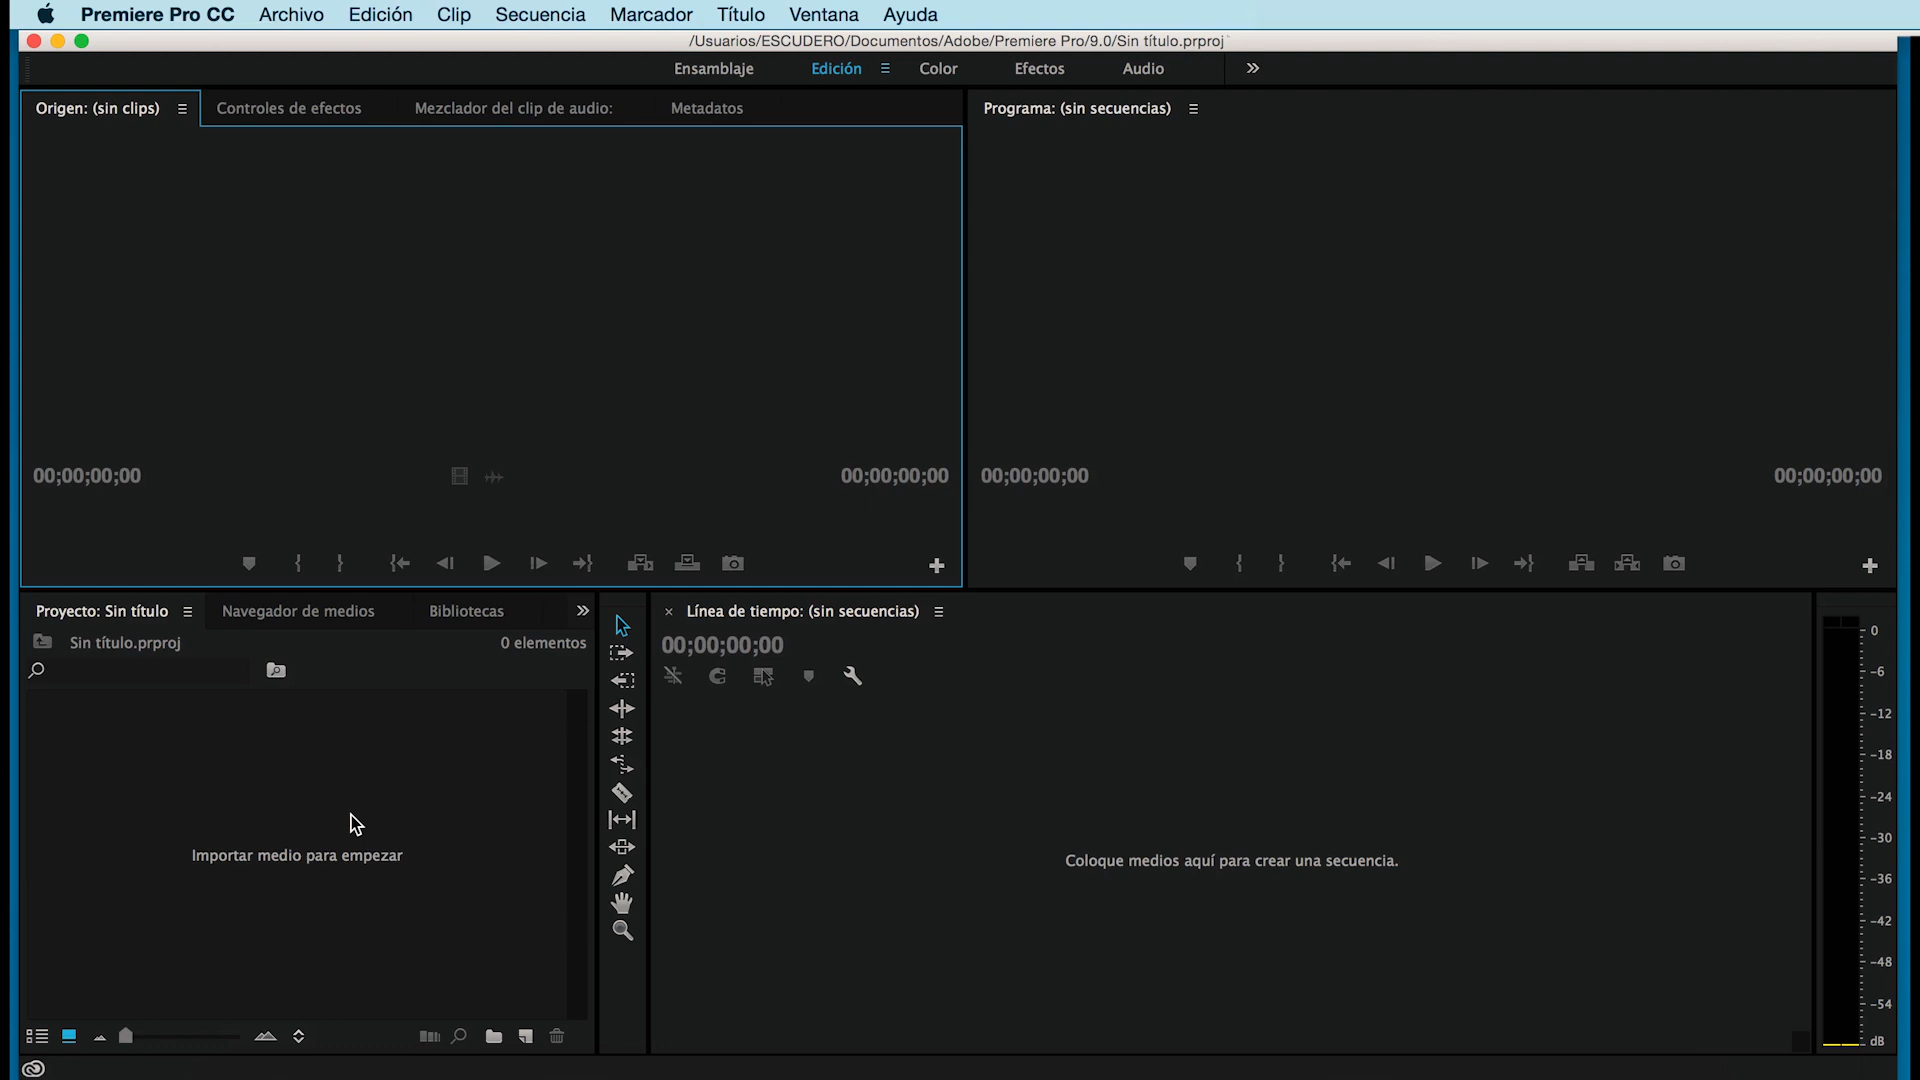 Premiere Pro CC Archivo Edición Clip Secuencia Marcador Título Ventana Ayuda
/Usuarios/ESCUDERO/Documentos/Adobe/Premiere Pro/9.0/Sin título.prproj
Ensamblaje Edición Color Efectos Audio
Origen: (sin clips) Controles de efectos Mezclador del clip de audio: Metadatos
Programa: (sin secuencias)
00;00;00;00 00;00;00;00
00;00;00;00 00;00;00;00
Proyecto: Sin título Navegador de medios Bibliotecas
Sin título.prproj 0 elementos
Importar medio para empezar
Línea de tiempo: (sin secuencias)
00;00;00;00
Coloque medios aquí para crear una secuencia.
0
-6
-12
-18
-24
-30
-36
-42
-48
-54
dB